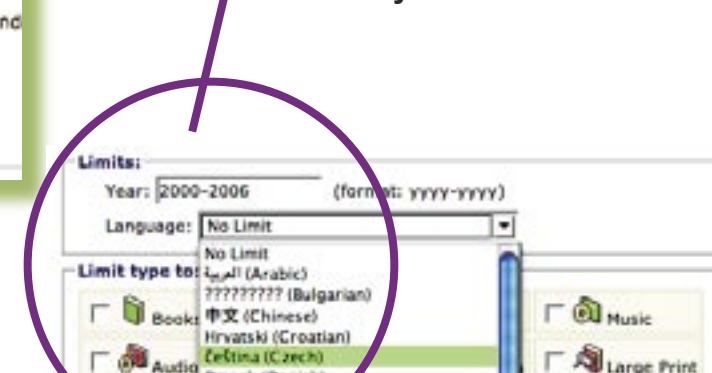 nd
Limits:
Year: 2000-2006 (format: yyyy-yyyy)
Language: No Limit
No Limit
Limit type to: العربية (Arabic)
????????? (Bulgarian)
Books 中文 (Chinese) Music
Hrvatski (Croatian)
Audio Čeština (Czech) Large Print